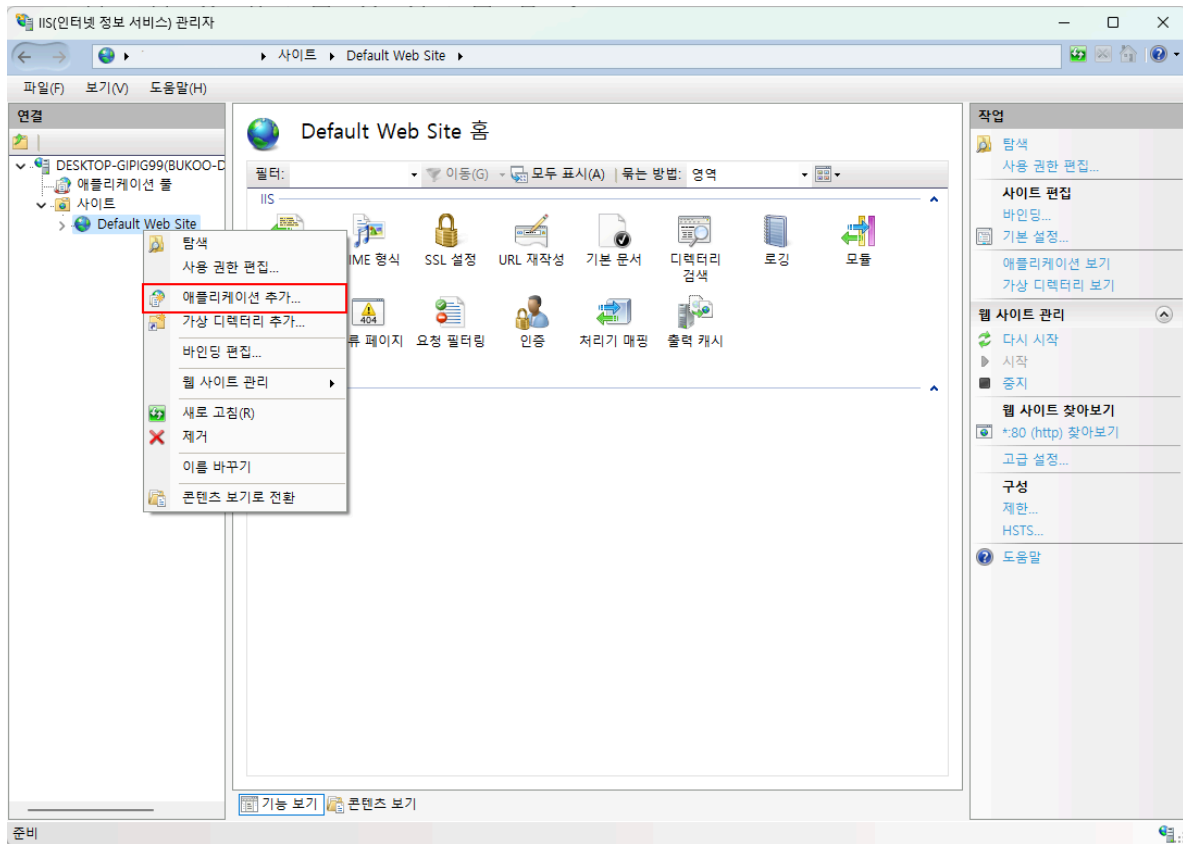 IIS(인터넷 정보 서비스) 관리자
사이트 Default Web Site
파일(F) 보기(V) 도움말(H)
연결
DESKTOP-GIPIG99(BUKOO-D
애플리케이션 풀
사이트
Default Web Site
탐색
사용 권한 편집...
애플리케이션 추가...
가상 디렉터리 추가...
바인딩 편집...
웹 사이트 관리
새로 고침(R)
제거
이름 바꾸기
콘텐츠 보기로 전환
Default Web Site 홈
필터: 이동(G) 모두 표시(A) 묶는 방법: 영역
IIS
IME 형식 SSL 설정 URL 재작성 기본 문서 디렉터리 로깅 모듈
검색
404
류 페이지 요청 필터링 인증 처리기 매핑 출력 캐시
기능 보기 콘텐츠 보기
작업
탐색
사용 권한 편집...
사이트 편집
바인딩...
기본 설정...
애플리케이션 보기
가상 디렉터리 보기
웹 사이트 관리
다시 시작
시작
중지
웹 사이트 찾아보기
*:80 (http) 찾아보기
고급 설정...
구성
제한...
HSTS...
도움말
준비